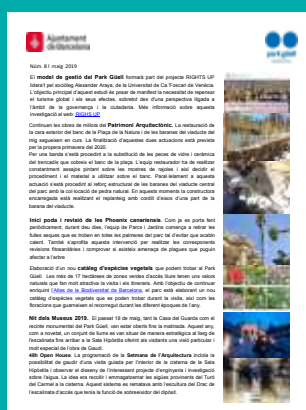 Ajuntament
de Barcelona
park güell
Núm. 8 I maig 2019
El model de gestió del Park Güell formarà part del projecte RIGHTS UP
liderat pel sociòleg Alexander Araya, de la Universitat de Ca'Foscari de Venècia.
L'objectiu principal d'aquest estudi és posar de manifest la necessitat de repensar
el turisme global i els seus efectes, sobretot des d'una perspectiva lligada a
l'àmbit de la governança i la ciutadania. Més informació sobre aquesta
investigació al web: RIGHTS UP
Continuen les obres de millora del Patrimoni Arquitectònic. La restauració de
la cara exterior del banc de la Plaça de la Natura i de les baranes del viaducte del
mig segueixen en curs. La finalització d'aquestes dues actuacions està prevista
per la propera primavera del 2020.
Per una banda s'està procedint a la substitució de les peces de vidre i ceràmica
del trencadís que cobreix el banc de la plaça. L'equip restaurador ha de realitzar
constantment assajos pintant sobre les mostres de rajoles i així decidir el
procediment i el material a utilitzar sobre el banc. Paral·lelament a aquesta
actuació s'està procedint al reforç estructural de les baranes del viaducte central
del parc amb la col·locació de pedra natural. En aquests moments la constructora
encarregada està realitzant el replanteig amb cordill d'eixos d'una part de la
barana del viaducte.
Inici poda i revisió de les Phoenix canariensis. Com ja es porta fent
periòdicament, durant deu dies, l'equip de Parcs i Jardins comença a retirar les
fulles seques que es troben en totes les palmeres del parc tal d'evitar que acabin
caient. També s'aprofita aquesta intervenció per realitzar les corresponents
revisions fitosanitàries i comprovar si existeix amenaça de plagues que puguin
afectar a l'arbre
Elaboració d'un nou catàleg d'espècies vegetals que poden trobar al Park
Güell. Les més de 17 hectàrees de zones verdes d'accés lliure tenen uns valors
naturals que fan molt atractiva la visita i els itineraris. Amb l'objectiu de continuar
enriquint l'Atles de la Biodiversitat de Barcelona, el parc està elaborant un nou
catàleg d'espècies vegetals que es poden trobar durant la visita, així com les
floracions que guarneixen el recorregut durant les diferents èpoques de l'any.
Nit dels Museus 2019. El passat 18 de maig, tant la Casa del Guarda com el
recinte monumental del Park Güell, van estar oberts fins la matinada. Aquest any,
com a novetat, un conjunt de llums es van situar de manera estratègica al llarg de
l'escalinata fins arribar a la Sala Hipòstila oferint als visitants una visió particular i
molt especial de l'obra de Gaudí.
48h Open House. La programació de la Setmana de l'Arquitectura incloïa la
possibilitat de gaudir d'una visita guiada per l'interior de la cisterna de la Sala
Hipòstila i observar el disseny de l'interessant projecte d'enginyeria i investigació
sobre l'aigua. La idea era recollir i emmagatzemar les aigües provinents del Turó
del Carmel a la cisterna. Aquest sistema es rematava amb l'escultura del Drac de
l'escalinata d'accés que tenia la funció de sobreeixidor del dipòsit.